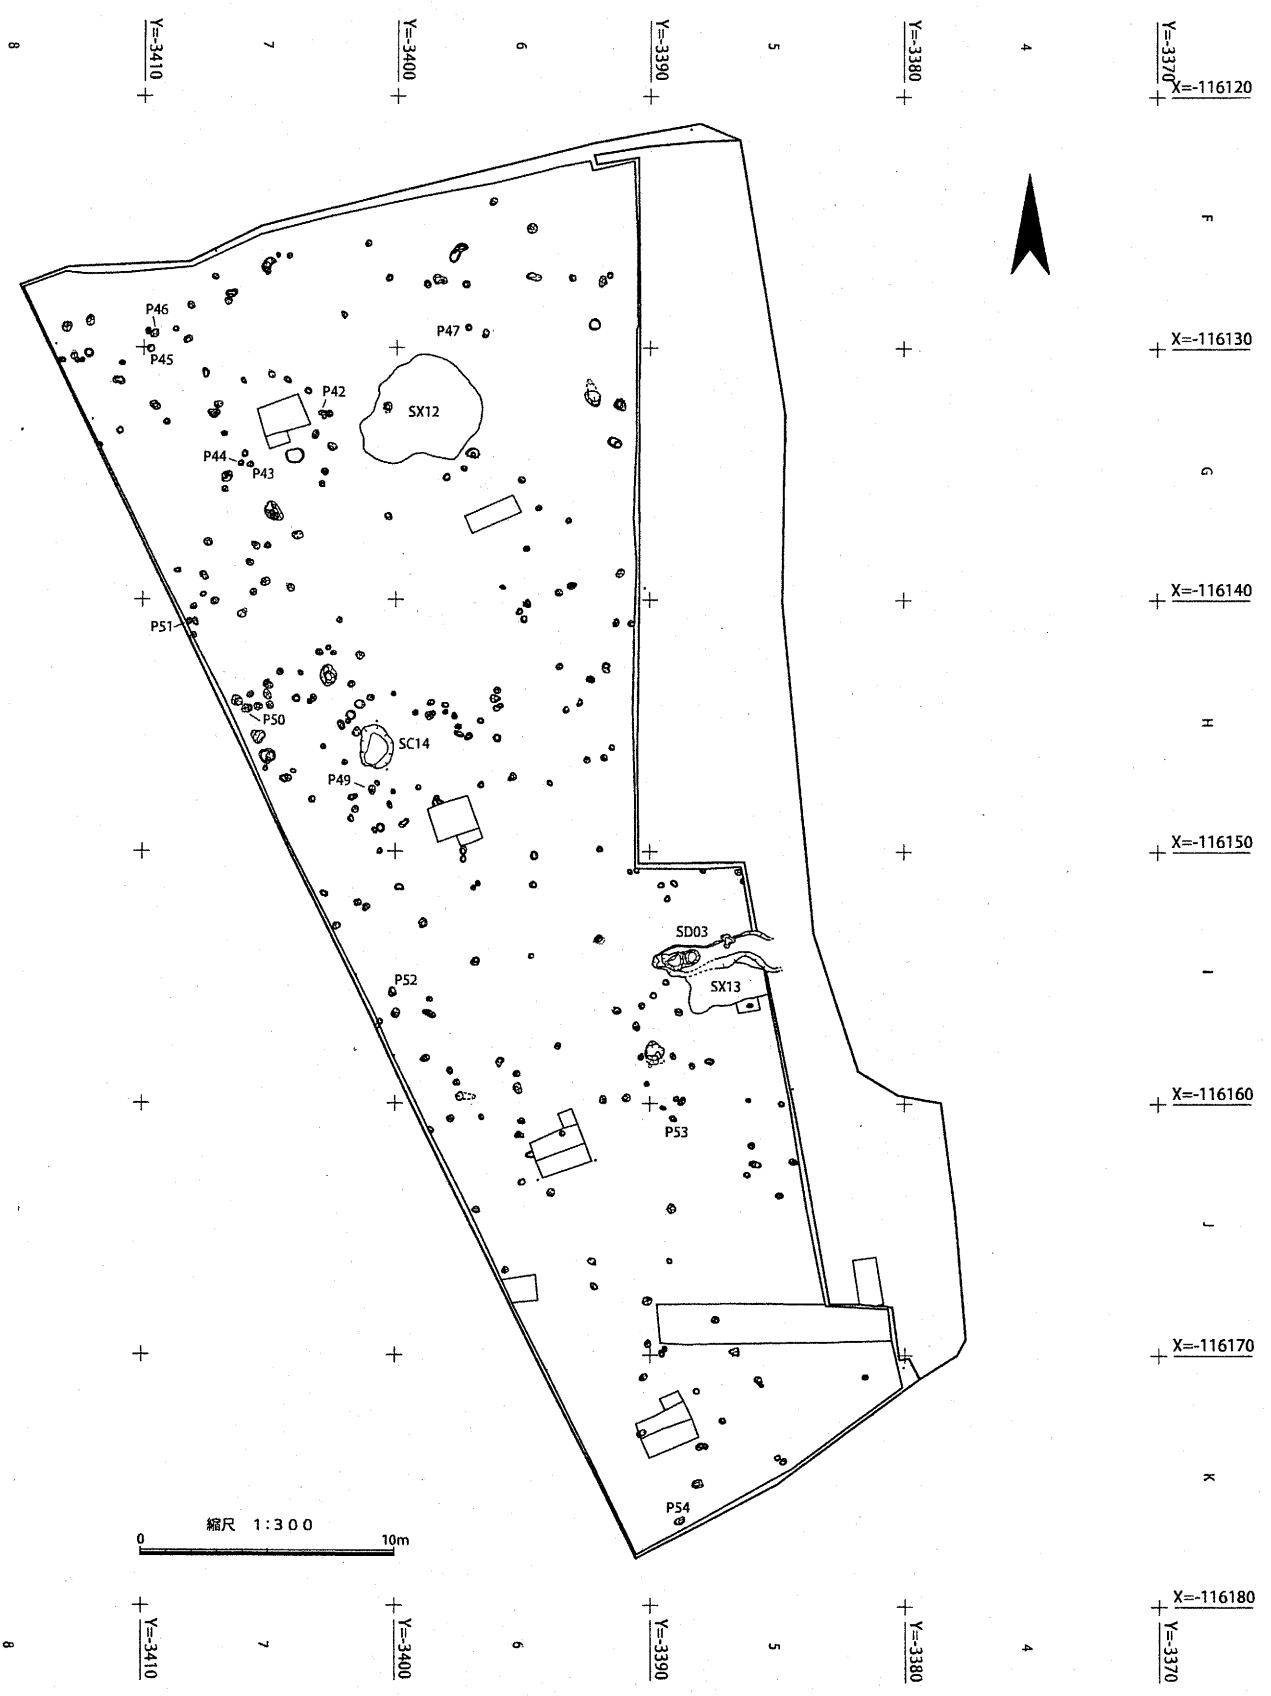 8
Y=-3410
7
Y=-3400
6
Y=-3390
5
Y=-3380
4
Y=-3370
X=-116120
F
P46
P45
P47
X=-116130
P42
SX12
P44
P43
G
X=-116140
P51
P50
SC14
H
P49
X=-116150
SD03
P52
SX13
I
X=-116160
P53
J
X=-116170
K
P54
縮尺 1:300
0
10m
X=-116180
8
Y=-3410
7
Y=-3400
6
Y=-3390
5
Y=-3380
4
Y=-3370